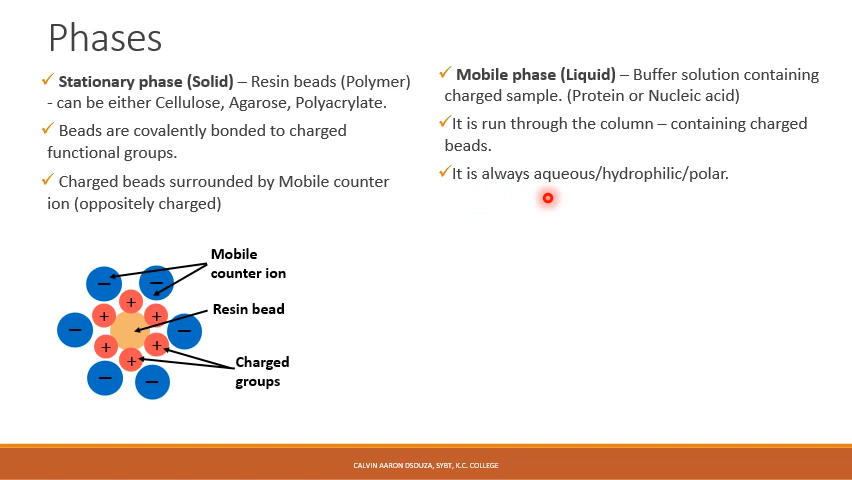 Phases
✓ Stationary phase (Solid) – Resin beads (Polymer)
- can be either Cellulose, Agarose, Polyacrylate.
✓ Beads are covalently bonded to charged
functional groups.
✓ Charged beads surrounded by Mobile counter
ion (oppositely charged)
✓ Mobile phase (Liquid) – Buffer solution containing
charged sample. (Protein or Nucleic acid)
✓It is run through the column – containing charged
beads.
✓It is always aqueous/hydrophilic/polar.
Mobile
counter ion
Resin bead
Charged
groups
− −
+
+ +
− −
+ +
+
− −
CALVIN AARON DSOUZA, SYBT, K.C. COLLEGE